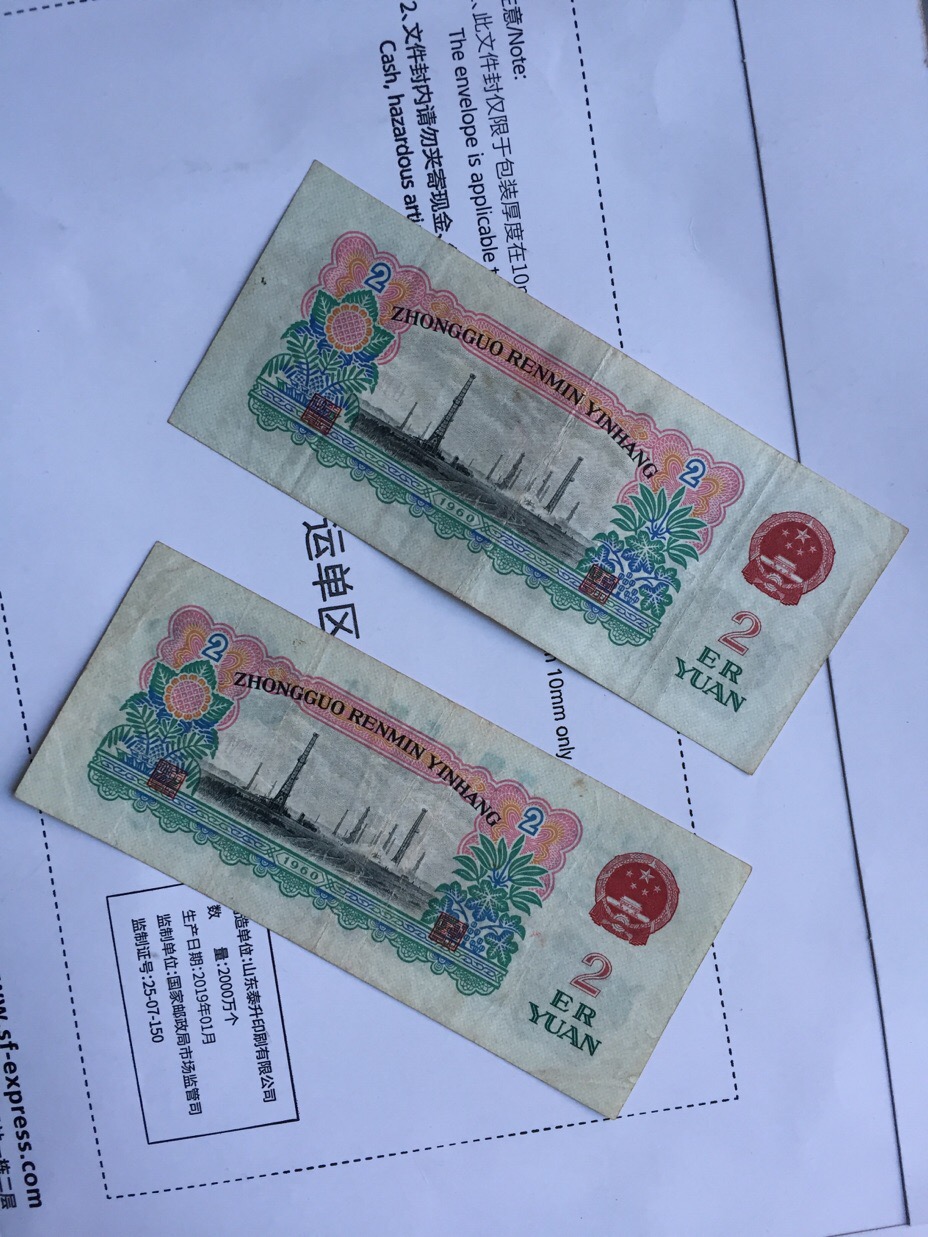 意/Note:
、此文件封仅限于包装厚度在10
The envelope is applicable
2、文件封内请勿夹寄现金、
Cash, hazardous arti
10mm only
2
ZHONGGUO RENMIN YINHANG
2
1960
2
ER
YUAN
运单区
2
ZHONGGUO RENMIN YINHANG
2
1960
2
ER
YUAN
造单位:山东泰升印刷有限公司
数 量:2000万个
生产日期:2019年01月
监制单位:国家邮政局市场监管司
监制证号:25-07-150
w.sf-express.com